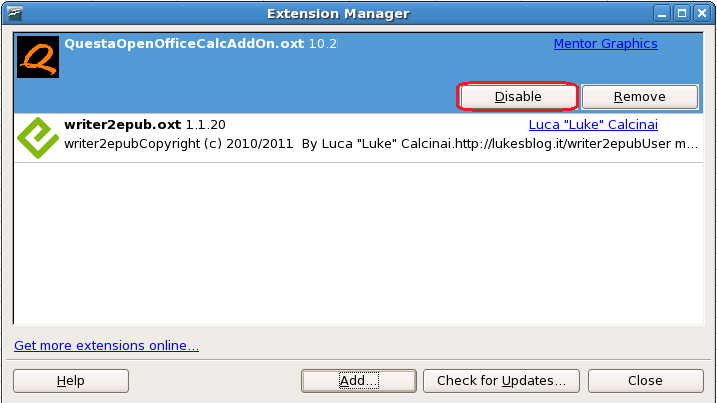 Extension Manager
QuestaOpenOfficeCalcAddOn.oxt 10.2 Mentor Graphics
Disable Remove
writer2epub.oxt 1.1.20 Luca "Luke" Calcinai
writer2epubCopyright (c) 2010/2011 By Luca "Luke" Calcinai.http://lukesblog.it/writer2epubUser m...
Get more extensions online...
Help Add... Check for Updates... Close